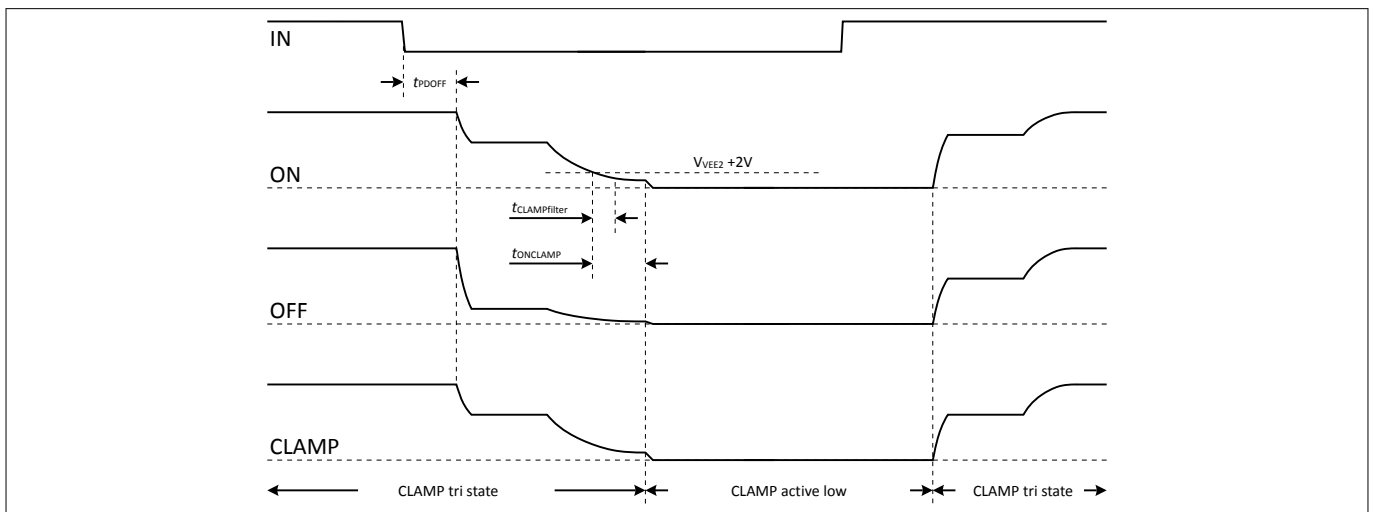 IN
tPDOFF
ON
VVEE2 +2V
tCLAMPfilter
tONCLAMP
OFF
CLAMP
CLAMP tri state
CLAMP active low
CLAMP tri state